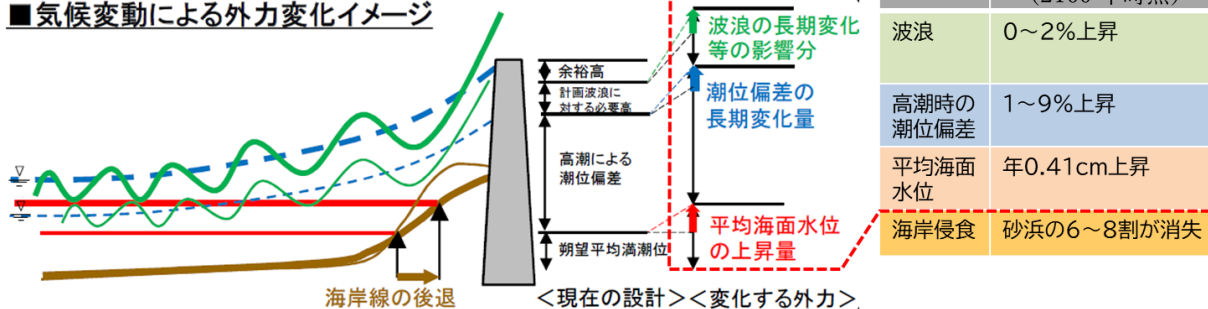 ■気候変動による外力変化イメージ
余裕高
計画波浪に
対する必要高
高潮による
潮位偏差
朔望平均満潮位
海岸線の後退
＜現在の設計＞
波浪の長期変化
等の影響分
潮位偏差の
長期変化量
平均海面水位
の上昇量
＜変化する外力＞
波浪 0～2%上昇
高潮時の
潮位偏差 1～9%上昇
平均海面
水位 年0.41cm上昇
海岸侵食 砂浜の6～8割が消失